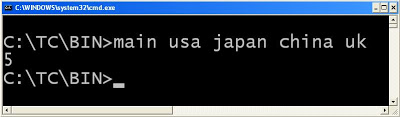 C:\WINDOWS\system32\cmd.exe
C:\TC\BIN>main usa japan china uk
5
C:\TC\BIN>_